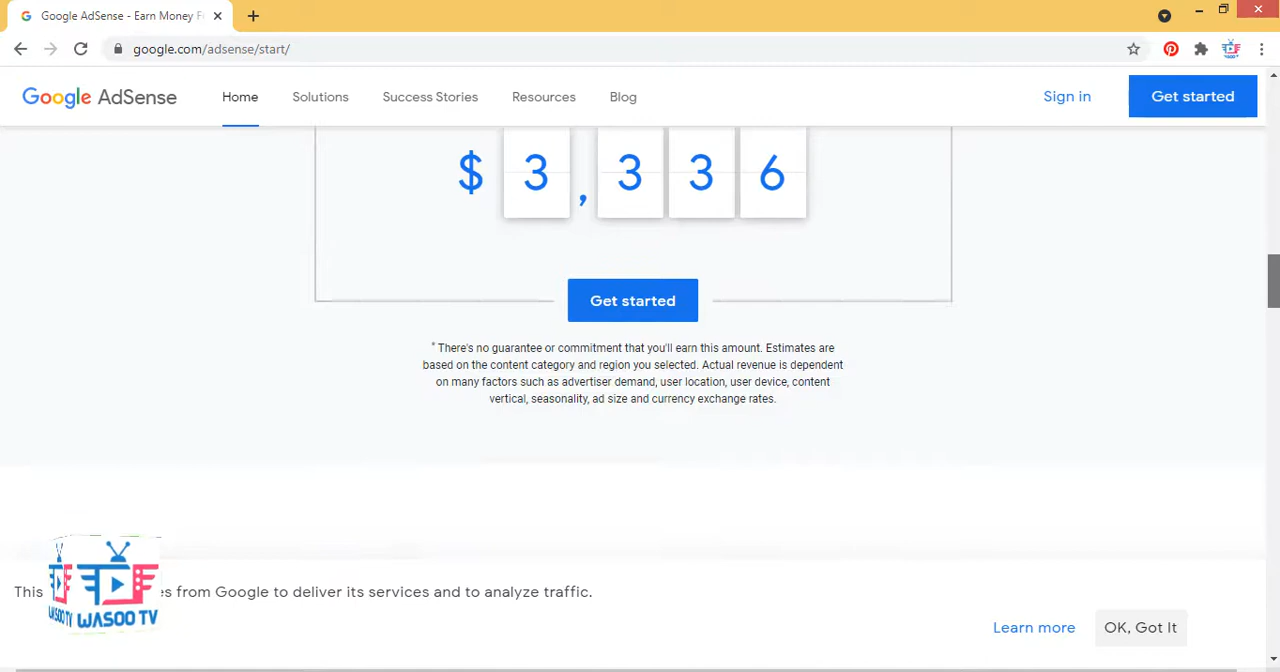 Google AdSense - Earn Money F
google.com/adsense/start/
Google AdSense Home Solutions Success Stories Resources Blog Sign in Get started
$ 3,336
Get started
* There's no guarantee or commitment that you'll earn this amount. Estimates are
based on the content category and region you selected. Actual revenue is dependent
on many factors such as advertiser demand, user location, user device, content
vertical, seasonality, ad size and currency exchange rates.
This
from Google to deliver its services and to analyze traffic.
WASOO TV
WASOO TV
Learn more OK, Got It